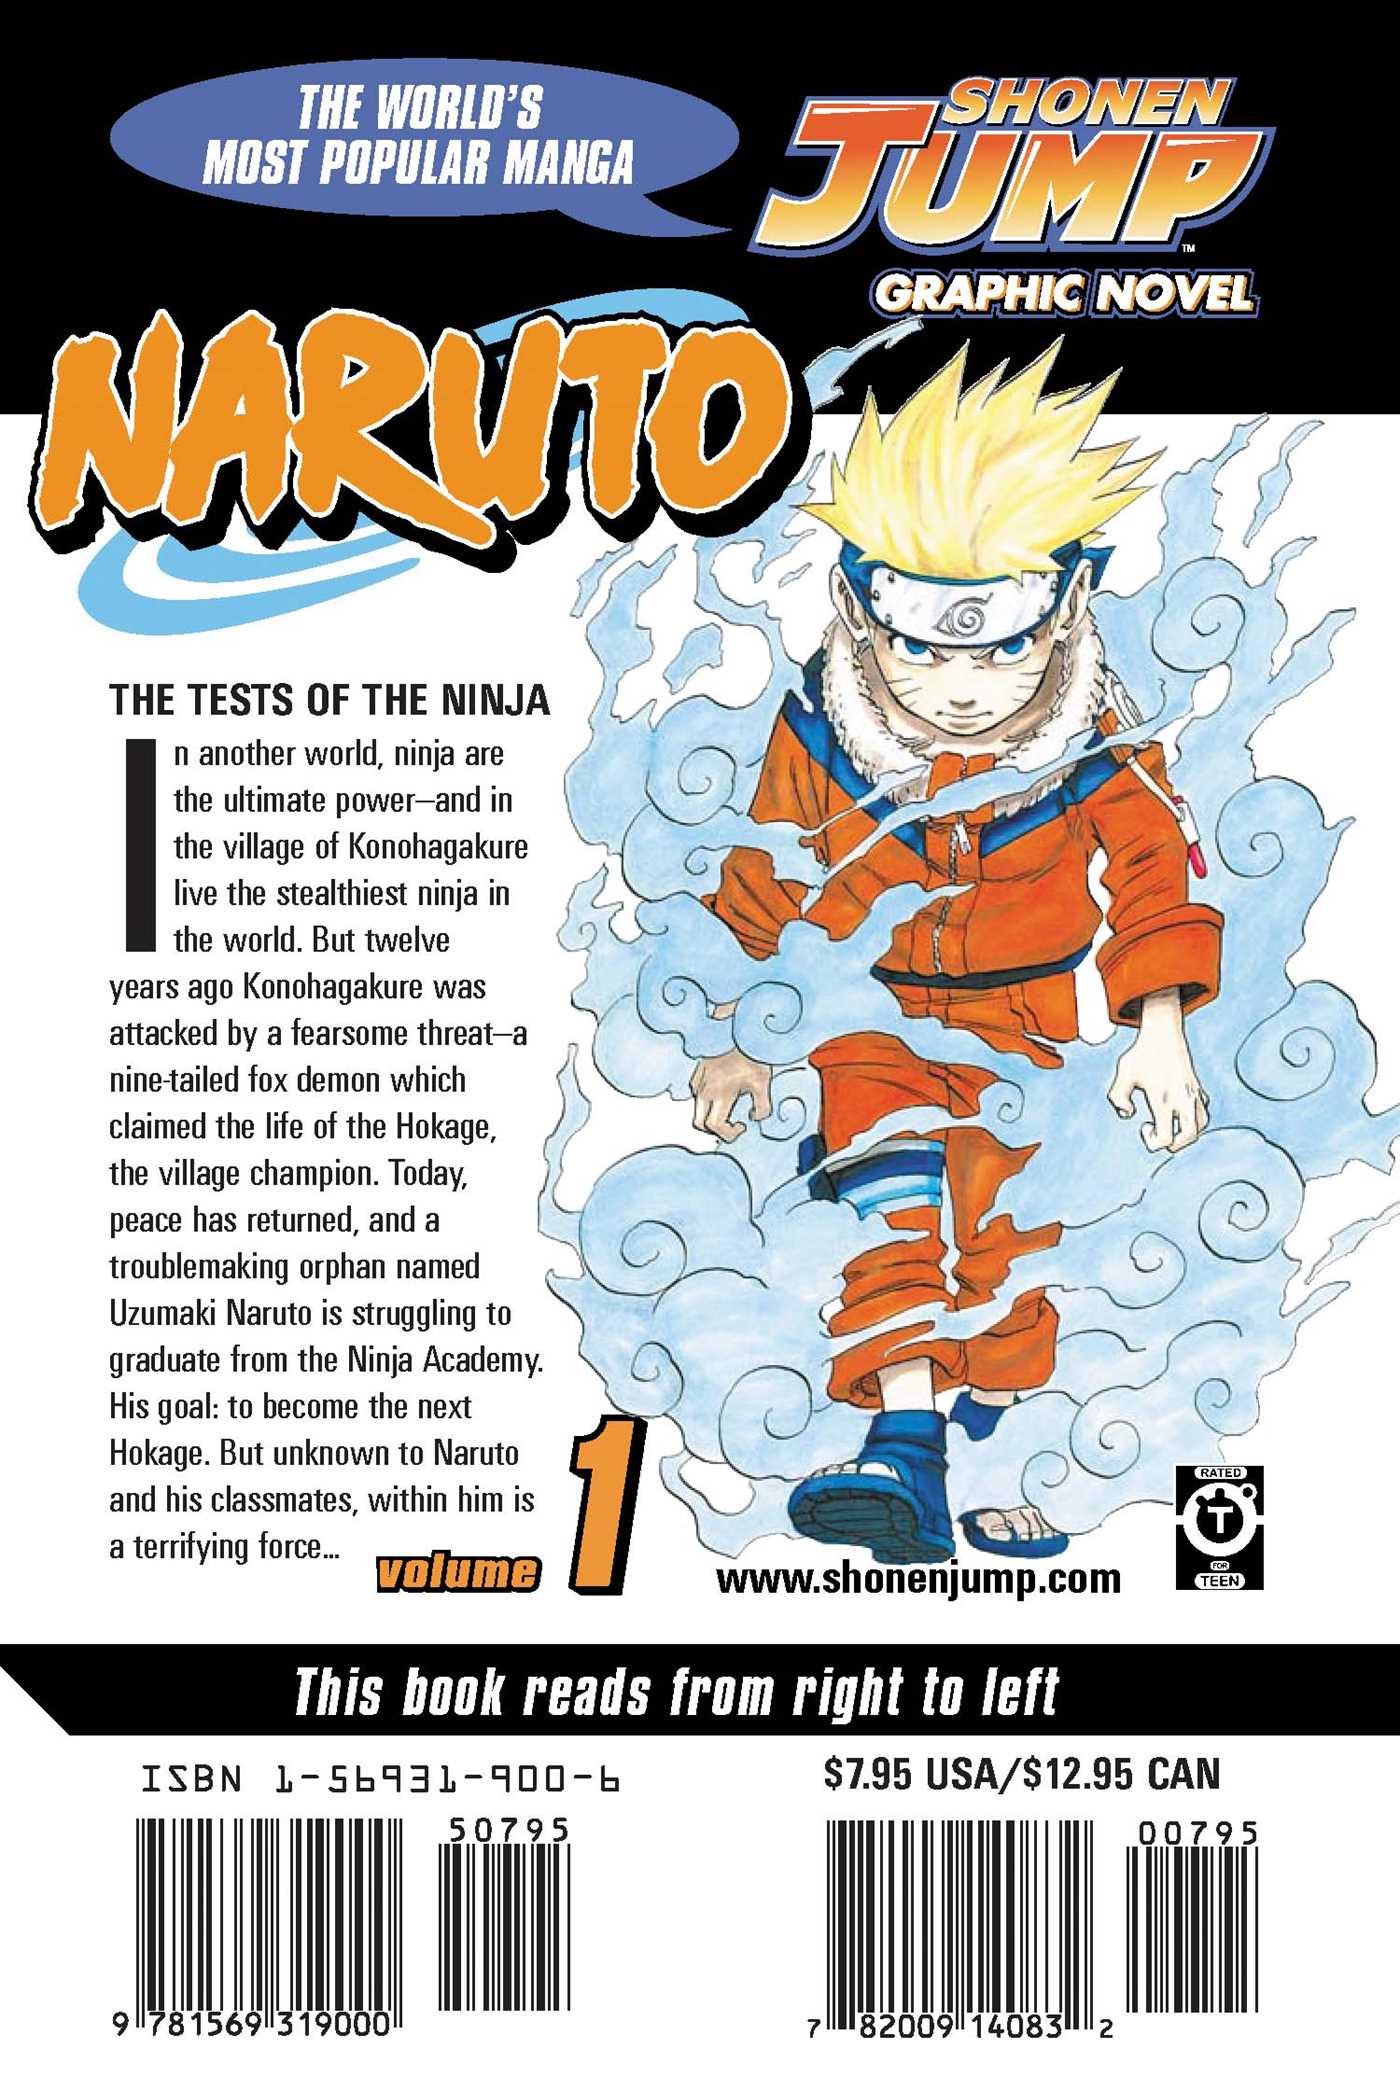 THE WORLD'S
MOST POPULAR MANGA
SHONEN
JUMP™
GRAPHIC NOVEL
NARUTO
THE TESTS OF THE NINJA
In another world, ninja are
the ultimate power—and in
the village of Konohagakure
live the stealthiest ninja in
the world. But twelve
years ago Konohagakure was
attacked by a fearsome threat—a
nine-tailed fox demon which
claimed the life of the Hokage,
the village champion. Today,
peace has returned, and a
troublemaking orphan named
Uzumaki Naruto is struggling to
graduate from the Ninja Academy.
His goal: to become the next
Hokage. But unknown to Naruto
and his classmates, within him is
a terrifying force...
volume 1
www.shonenjump.com
RATED
T
FOR
TEEN
This book reads from right to left
ISBN 1-56931-900-6
$7.95 USA/$12.95 CAN
50795
00795
9 781569 319000
7 82009 14083 2